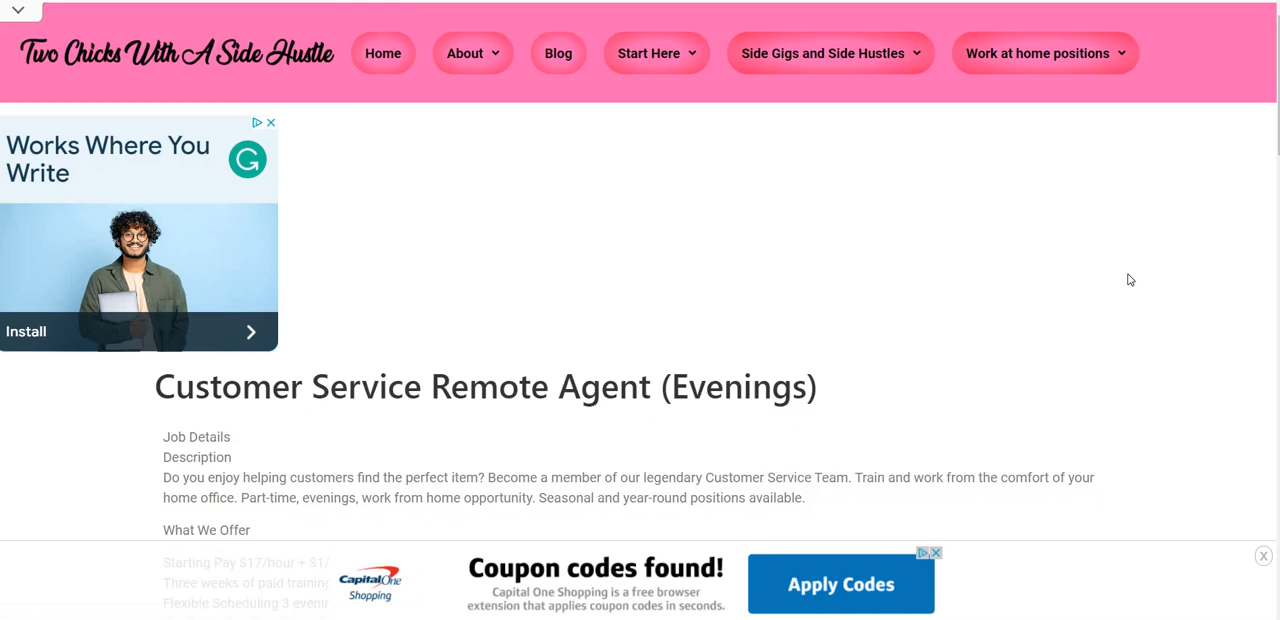 Two Chicks With A Side Hustle
Home
About
Blog
Start Here
Side Gigs and Side Hustles
Work at home positions
Works Where You
Write
Install
Customer Service Remote Agent (Evenings)
Job Details
Description
Do you enjoy helping customers find the perfect item? Become a member of our legendary Customer Service Team. Train and work from the comfort of your
home office. Part-time, evenings, work from home opportunity. Seasonal and year-round positions available.
What We Offer
Starting Pay $17/hour + $1/
Three weeks of paid training
Flexible Scheduling 3 evenin
Capital One
Shopping
Coupon codes found!
Capital One Shopping is a free browser
extension that applies coupon codes in seconds.
Apply Codes
X